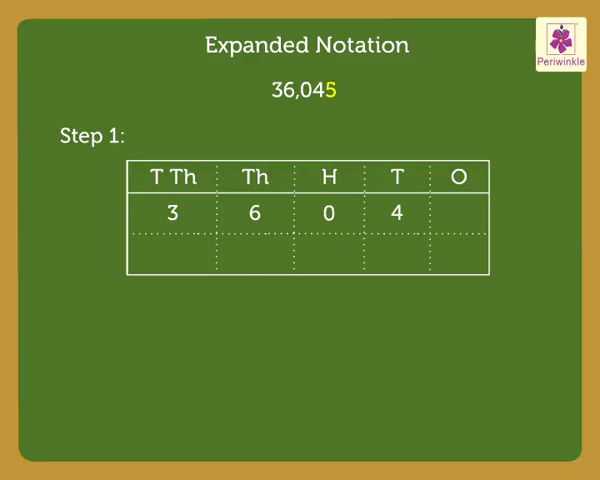 Expanded Notation
Periwinkle
36,045
Step 1:
T Th Th H T O
3 6 0 4